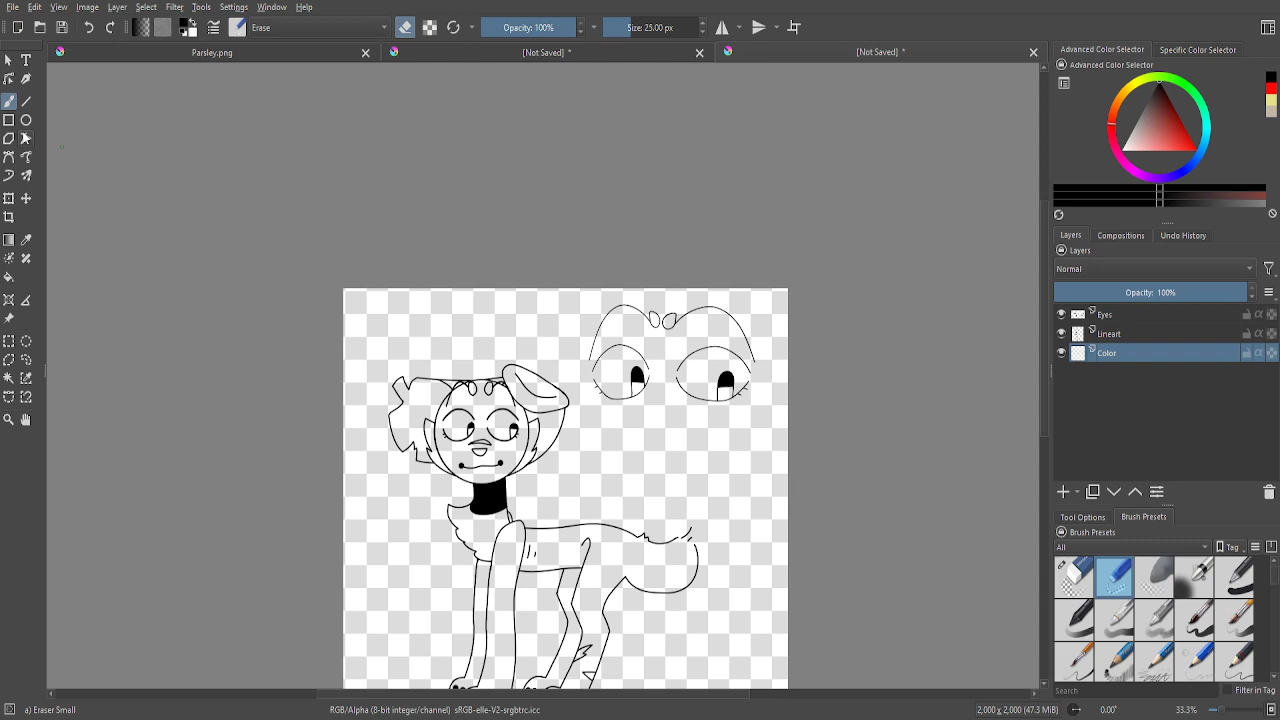 File Edit View Image Layer Select Filter Tools Settings Window Help
Erase Opacity: 100% Size: 25.00 px
Parsley.png [Not Saved] * [Not Saved] *
Advanced Color Selector Specific Color Selector
Advanced Color Selector
Layers Compositions Undo History
Layers
Normal
Opacity: 100%
Eyes
Lineart
Color
Tool Options Brush Presets
Brush Presets
All Tag
Search Filter in Tag
a) Eraser Small RGB/Alpha (8-bit integer/channel) sRGB-elle-V2-srgbtrc.icc 2,000 x 2,000 (47.3 MiB) 0.00° 33.3%